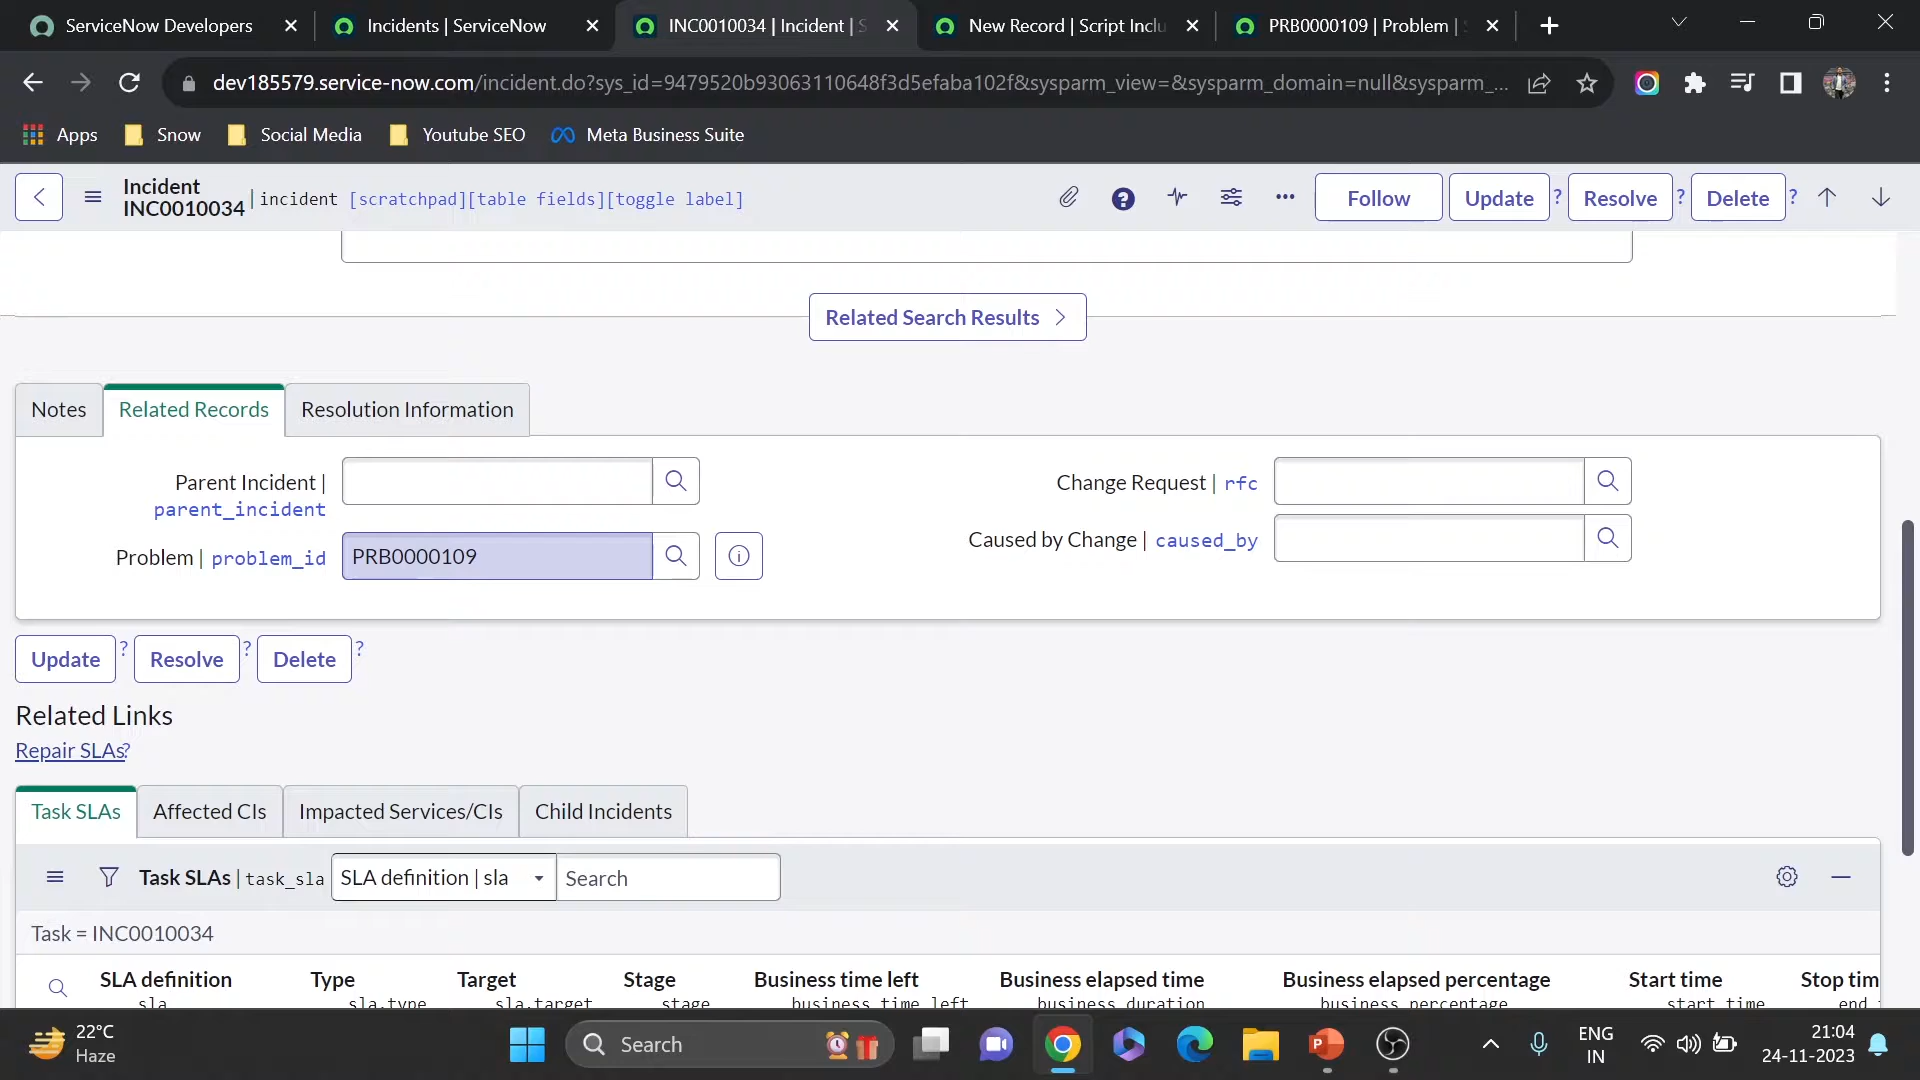 ServiceNow Developers
Incidents | ServiceNow
INC0010034 | Incident | S
New Record | Script Inclu
PRB0000109 | Problem |
dev185579.service-now.com/incident.do?sys_id=9479520b93063110648f3d5efaba102f&sysparm_view=&sysparm_domain=null&sysparm_...
Apps
Snow
Social Media
Youtube SEO
Meta Business Suite
Incident
INC0010034 | incident [scratchpad][table fields][toggle label]
Follow
Update ?
Resolve ?
Delete ?
Related Search Results
Notes
Related Records
Resolution Information
Parent Incident |
parent_incident
Change Request | rfc
Problem | problem_id PRB0000109
Caused by Change | caused_by
Update ?
Resolve ?
Delete ?
Related Links
Repair SLAs?
Task SLAs
Affected CIs
Impacted Services/CIs
Child Incidents
Task SLAs | task_sla
SLA definition | sla
Search
Task = INC0010034
SLA definition
Type
Target
Stage
Business time left
Business elapsed time
Business elapsed percentage
Start time
Stop tim
sla
sla.type
sla.target
stage
business_time_left
business_duration
business_percentage
start_time
end_
22°C
Haze
Search
ENG
IN
21:04
24-11-2023